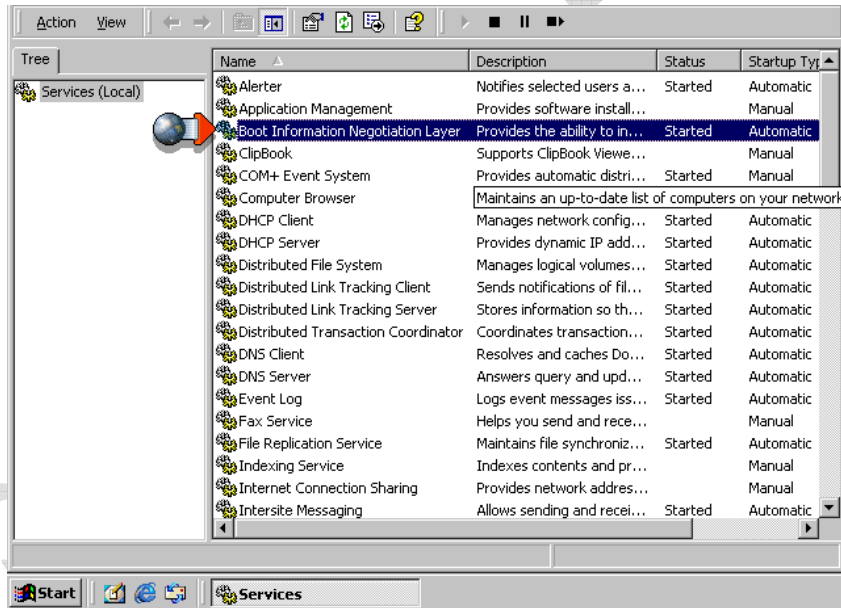 Action View
Tree
Services (Local)
Name Description Status Startup Typ
Alerter Notifies selected users a... Started Automatic
Application Management Provides software install... Manual
Boot Information Negotiation Layer Provides the ability to in... Started Automatic
ClipBook Supports ClipBook Viewe... Manual
COM+ Event System Provides automatic distri... Started Manual
Computer Browser Maintains an up-to-date list of computers on your network
DHCP Client Manages network config... Started Automatic
DHCP Server Provides dynamic IP add... Started Automatic
Distributed File System Manages logical volumes... Started Automatic
Distributed Link Tracking Client Sends notifications of fil... Started Automatic
Distributed Link Tracking Server Stores information so th... Started Automatic
Distributed Transaction Coordinator Coordinates transaction... Started Automatic
DNS Client Resolves and caches Do... Started Automatic
DNS Server Answers query and upd... Started Automatic
Event Log Logs event messages iss... Started Automatic
Fax Service Helps you send and rece... Manual
File Replication Service Maintains file synchroniz... Started Automatic
Indexing Service Indexes contents and pr... Manual
Internet Connection Sharing Provides network addres... Manual
Intersite Messaging Allows sending and recei... Started Automatic
Start Services